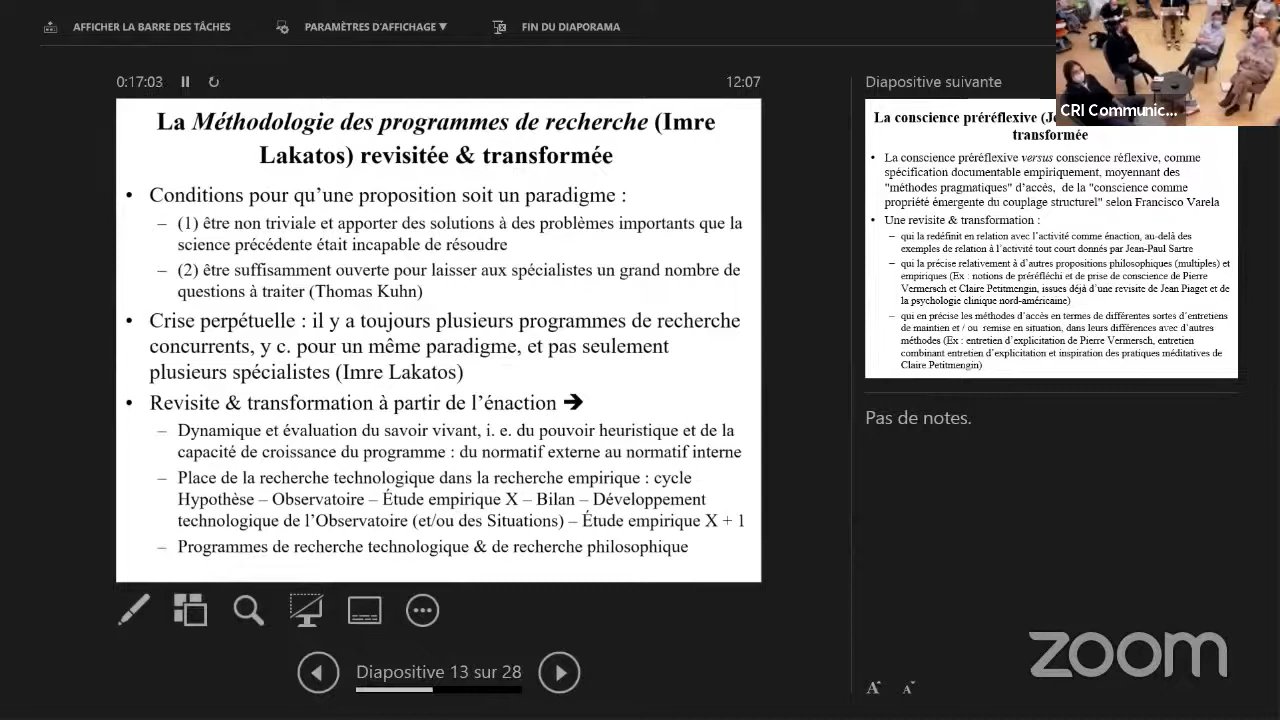 AFFICHER LA BARRE DES TÂCHES
PARAMÈTRES D'AFFICHAGE ▼
FIN DU DIAPORAMA
0:17:03
12:07
La Méthodologie des programmes de recherche (Imre
Lakatos) revisitée & transformée
• Conditions pour qu’une proposition soit un paradigme :
– (1) être non triviale et apporter des solutions à des problèmes importants que la
science précédente était incapable de résoudre
– (2) être suffisamment ouverte pour laisser aux spécialistes un grand nombre de
questions à traiter (Thomas Kuhn)
• Crise perpétuelle : il y a toujours plusieurs programmes de recherche
concurrents, y c. pour un même paradigme, et pas seulement
plusieurs spécialistes (Imre Lakatos)
• Revisite & transformation à partir de l’énaction ➔
– Dynamique et évaluation du savoir vivant, i. e. du pouvoir heuristique et de la
capacité de croissance du programme : du normatif externe au normatif interne
– Place de la recherche technologique dans la recherche empirique : cycle
Hypothèse – Observatoire – Étude empirique X – Bilan – Développement
technologique de l’Observatoire (et/ou des Situations) – Étude empirique X + 1
– Programmes de recherche technologique & de recherche philosophique
Diapositive 13 sur 28
Diapositive suivante
CRI Communic...
La conscience préréflexive (Je
transformée
• La conscience préréflexive versus conscience réflexive, comme
spécification documentable empiriquement, moyennant des
"méthodes pragmatiques" d’accès, de la "conscience comme
propriété émergente du couplage structurel" selon Francisco Varela
• Une revisite & transformation :
– qui la redéfinit en relation avec l’activité comme énaction, au-delà des
exemples de relation à l’activité tout court donnés par Jean-Paul Sartre
– qui la précise relativement à d’autres propositions philosophiques (multiples) et
empiriques (Ex : notions de préréfléchi et de prise de conscience de Pierre
Vermersch et Claire Petitmengin, issues déjà d’une revisite de Jean Piaget et de
la psychologie clinique nord-américaine)
– qui en précise les méthodes d’accès en termes de différentes sortes d’entretiens
de maintien et / ou remise en situation, dans leurs différences avec d’autres
méthodes (Ex : entretien d’explicitation de Pierre Vermersch, entretien
combinant entretien d’explicitation et inspiration des pratiques méditatives de
Claire Petitmengin)
Pas de notes.
zoom
A A